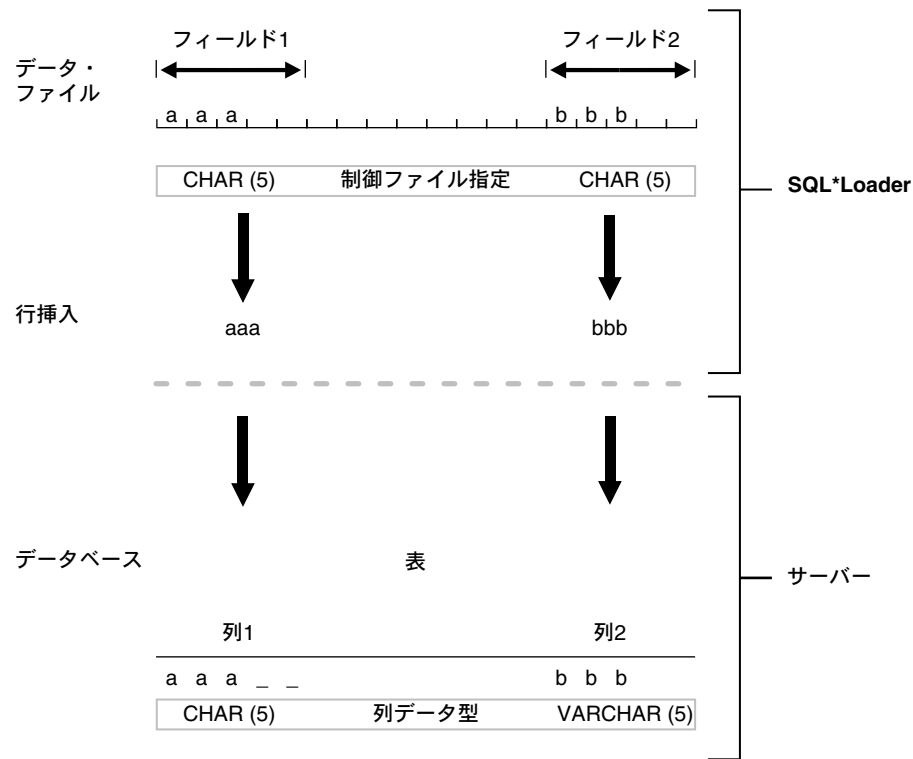 フィールド1 フィールド2
データ・
ファイル
a a a b b b
CHAR (5) 制御ファイル指定 CHAR (5)
SQL*Loader
行挿入
aaa bbb
データベース 表
サーバー
列1 列2
a a a _ _ b b b
CHAR (5) 列データ型 VARCHAR (5)